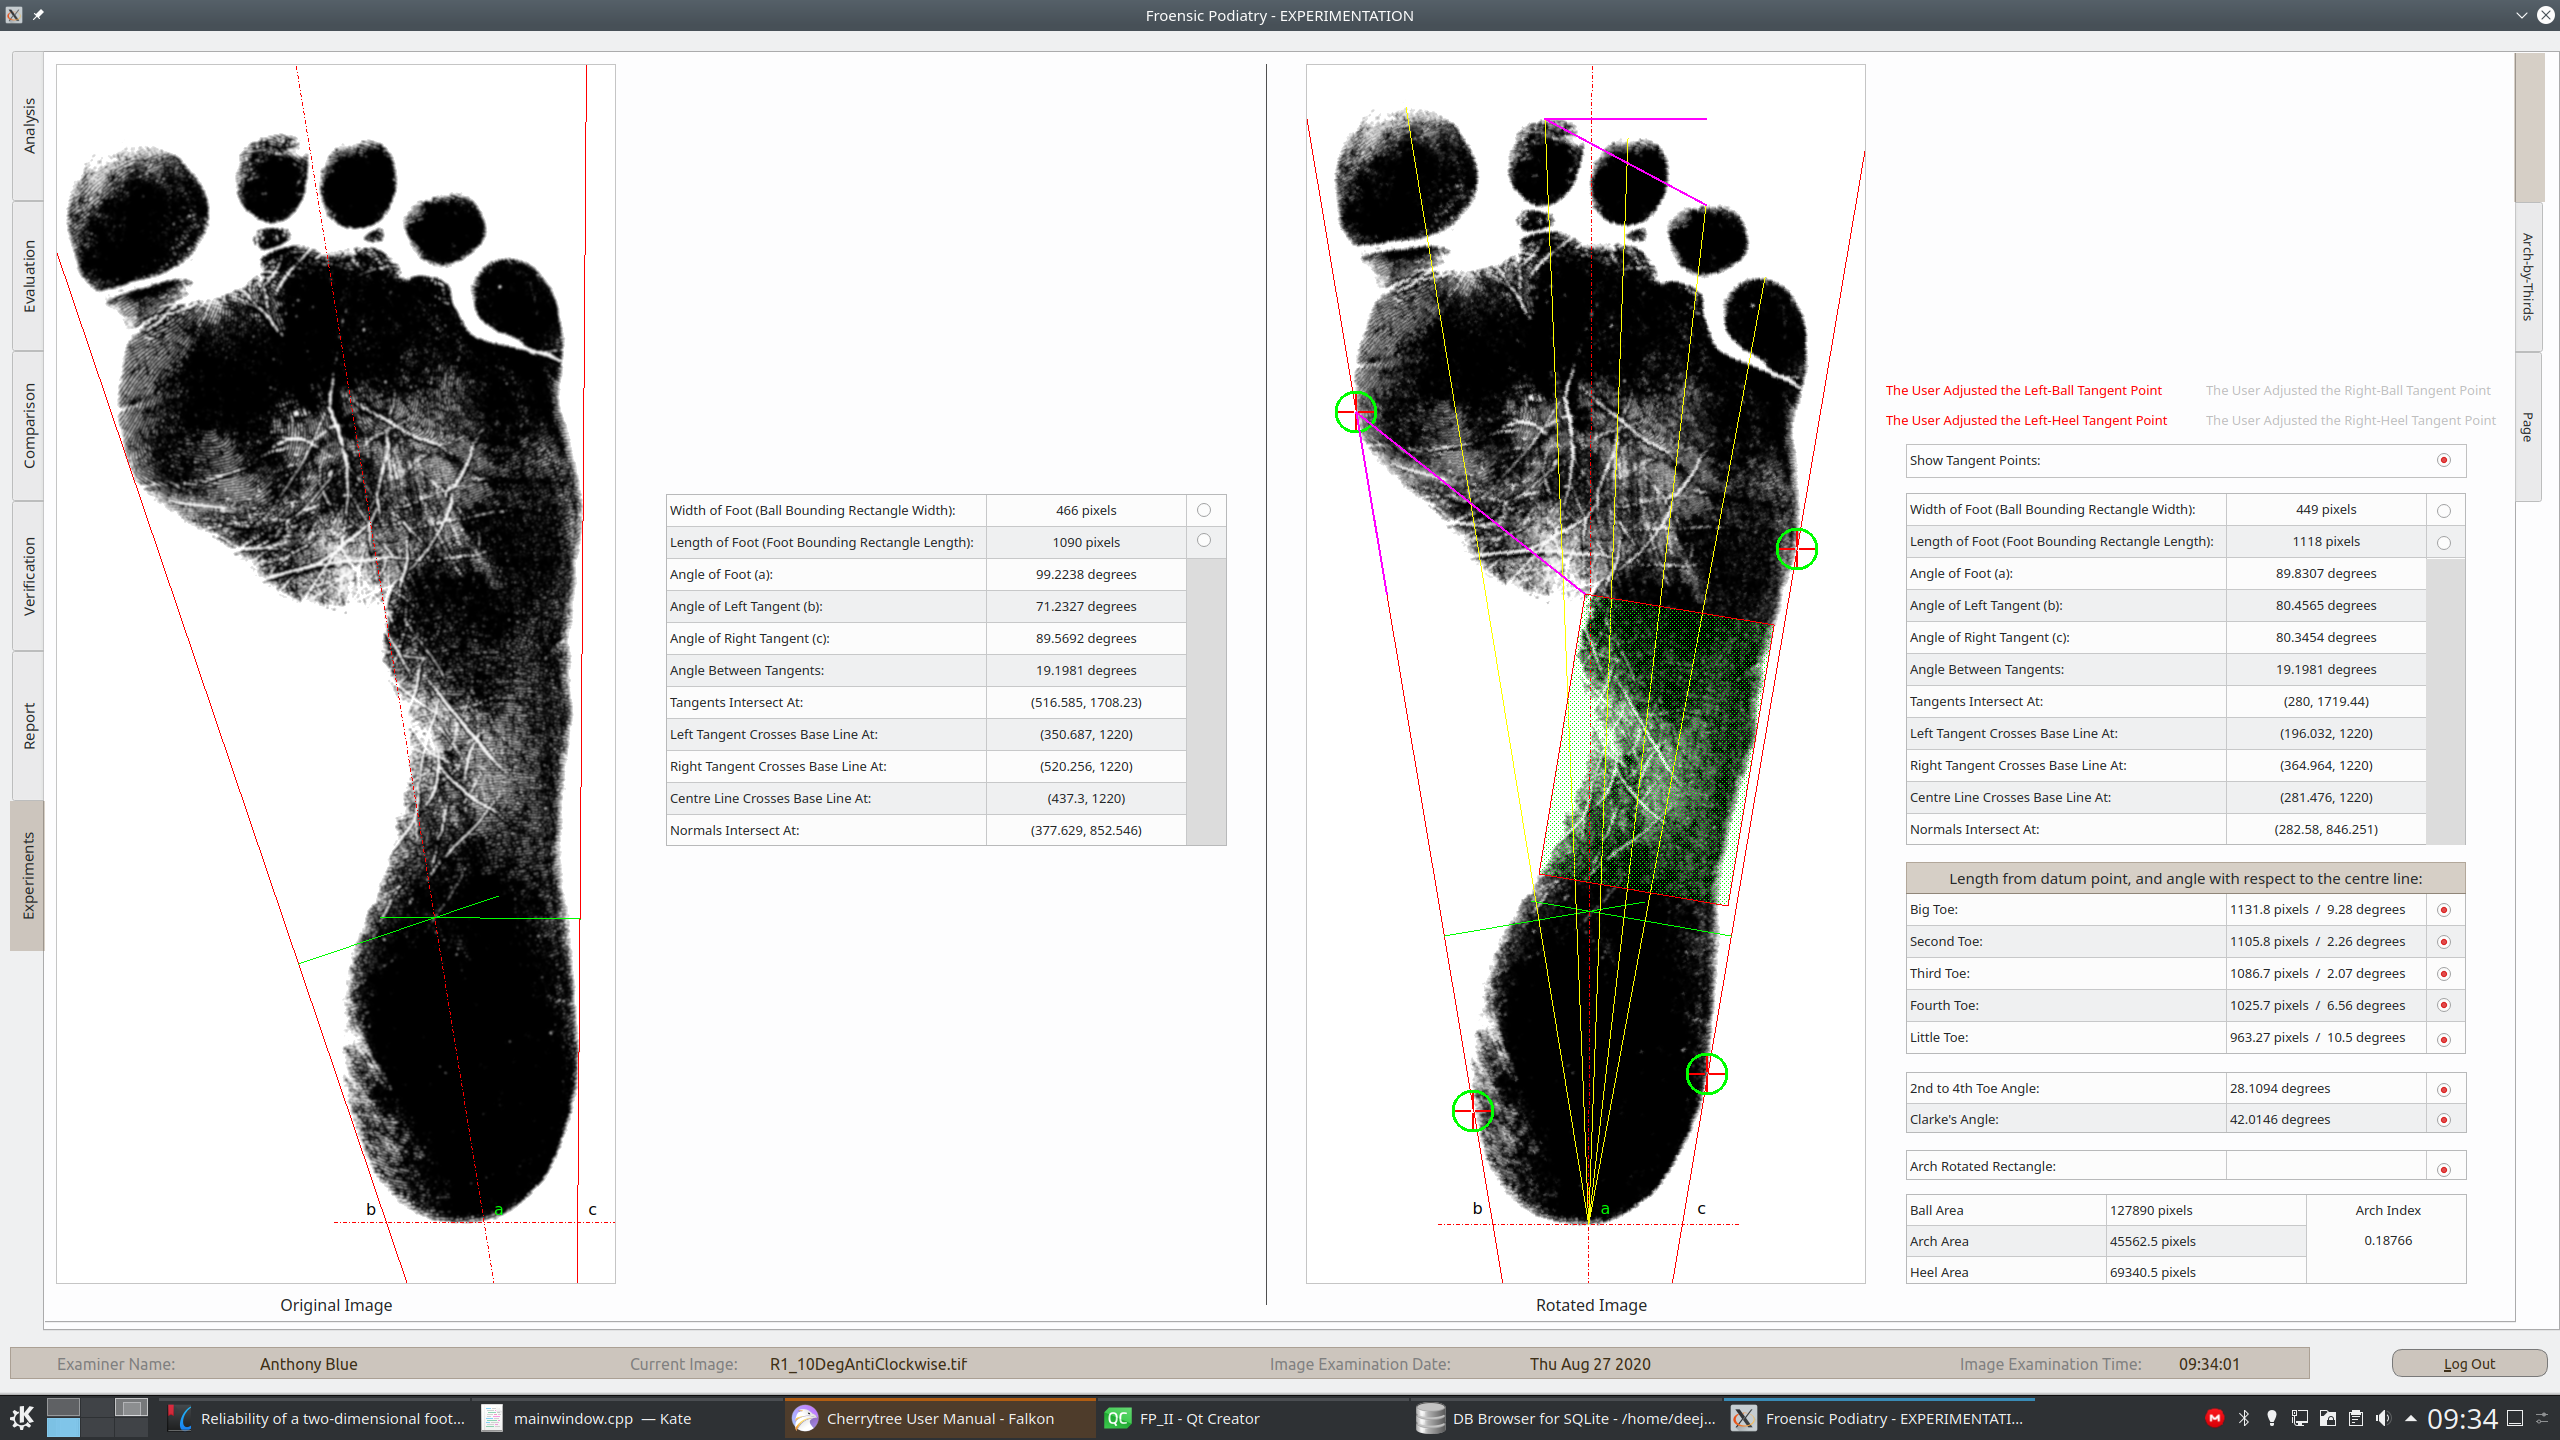 Froensic Podiatry - EXPERIMENTATION
Analysis
Evaluation
Comparison
Verification
Report
Experiments
b
a
c
Original Image
Width of Foot (Ball Bounding Rectangle Width): 466 pixels
Length of Foot (Foot Bounding Rectangle Length): 1090 pixels
Angle of Foot (a): 99.2238 degrees
Angle of Left Tangent (b): 71.2327 degrees
Angle of Right Tangent (c): 89.5692 degrees
Angle Between Tangents: 19.1981 degrees
Tangents Intersect At: (516.585, 1708.23)
Left Tangent Crosses Base Line At: (350.687, 1220)
Right Tangent Crosses Base Line At: (520.256, 1220)
Centre Line Crosses Base Line At: (437.3, 1220)
Normals Intersect At: (377.629, 852.546)
b
a
c
Rotated Image
The User Adjusted the Left-Ball Tangent Point The User Adjusted the Right-Ball Tangent Point
The User Adjusted the Left-Heel Tangent Point The User Adjusted the Right-Heel Tangent Point
Show Tangent Points:
Width of Foot (Ball Bounding Rectangle Width): 449 pixels
Length of Foot (Foot Bounding Rectangle Length): 1118 pixels
Angle of Foot (a): 89.8307 degrees
Angle of Left Tangent (b): 80.4565 degrees
Angle of Right Tangent (c): 80.3454 degrees
Angle Between Tangents: 19.1981 degrees
Tangents Intersect At: (280, 1719.44)
Left Tangent Crosses Base Line At: (196.032, 1220)
Right Tangent Crosses Base Line At: (364.964, 1220)
Centre Line Crosses Base Line At: (281.476, 1220)
Normals Intersect At: (282.58, 846.251)
Length from datum point, and angle with respect to the centre line:
Big Toe: 1131.8 pixels / 9.28 degrees
Second Toe: 1105.8 pixels / 2.26 degrees
Third Toe: 1086.7 pixels / 2.07 degrees
Fourth Toe: 1025.7 pixels / 6.56 degrees
Little Toe: 963.27 pixels / 10.5 degrees
2nd to 4th Toe Angle: 28.1094 degrees
Clarke's Angle: 42.0146 degrees
Arch Rotated Rectangle:
Ball Area 127890 pixels Arch Index
Arch Area 45562.5 pixels 0.18766
Heel Area 69340.5 pixels
Arch-by-Thirds
Page
Examiner Name: Anthony Blue Current Image: R1_10DegAntiClockwise.tif Image Examination Date: Thu Aug 27 2020 Image Examination Time: 09:34:01 Log Out
Reliability of a two-dimensional foot... mainwindow.cpp — Kate Cherrytree User Manual - Falkon QC FP_II - Qt Creator DB Browser for SQLite - /home/deej... Froensic Podiatry - EXPERIMENTATI... 09:34